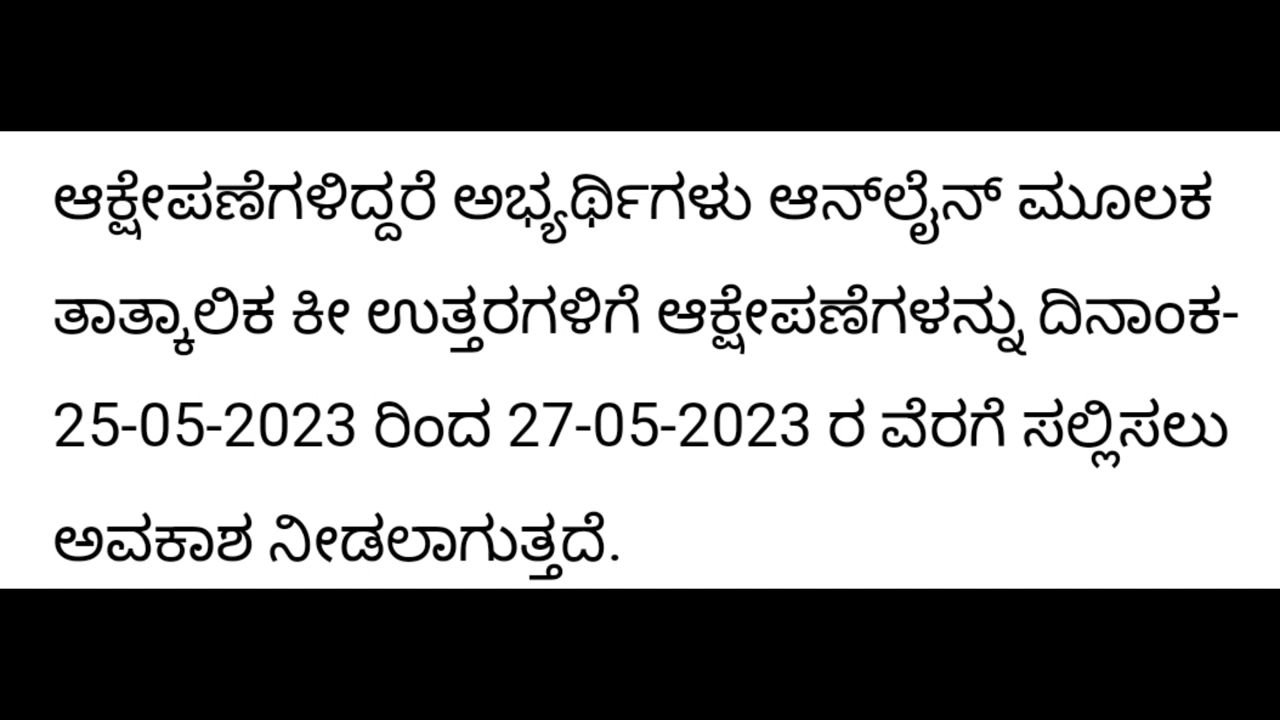 ಆಕ್ಷೇಪಣೆಗಳಿದ್ದರೆ ಅಭ್ಯರ್ಥಿಗಳು ಆನ್‌ಲೈನ್ ಮೂಲಕ
ತಾತ್ಕಾಲಿಕ ಕೀ ಉತ್ತರಗಳಿಗೆ ಆಕ್ಷೇಪಣೆಗಳನ್ನು ದಿನಾಂಕ-
25-05-2023 ರಿಂದ 27-05-2023 ರ ವೆರಗೆ ಸಲ್ಲಿಸಲು
ಅವಕಾಶ ನೀಡಲಾಗುತ್ತದೆ.